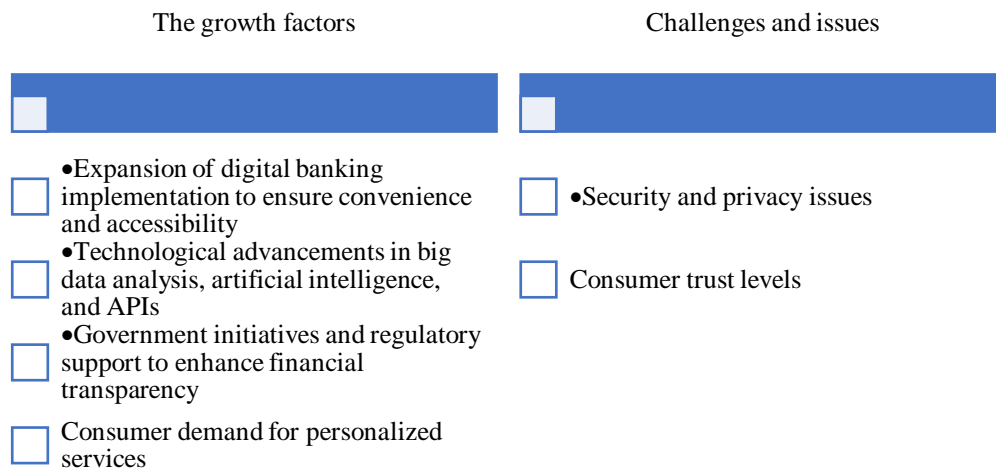 The growth factors
•Expansion of digital banking
implementation to ensure convenience
and accessibility
•Technological advancements in big
data analysis, artificial intelligence,
and APIs
•Government initiatives and regulatory
support to enhance financial
transparency
Consumer demand for personalized
services
Challenges and issues
•Security and privacy issues
Consumer trust levels